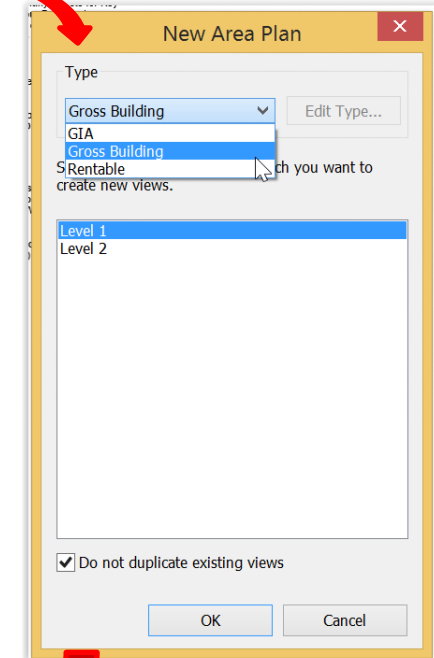 New Area Plan
Type
Gross Building
Edit Type...
GIA
Gross Building
Rentable
ch you want to
create new views.
Level 1
Level 2
Do not duplicate existing views
OK
Cancel